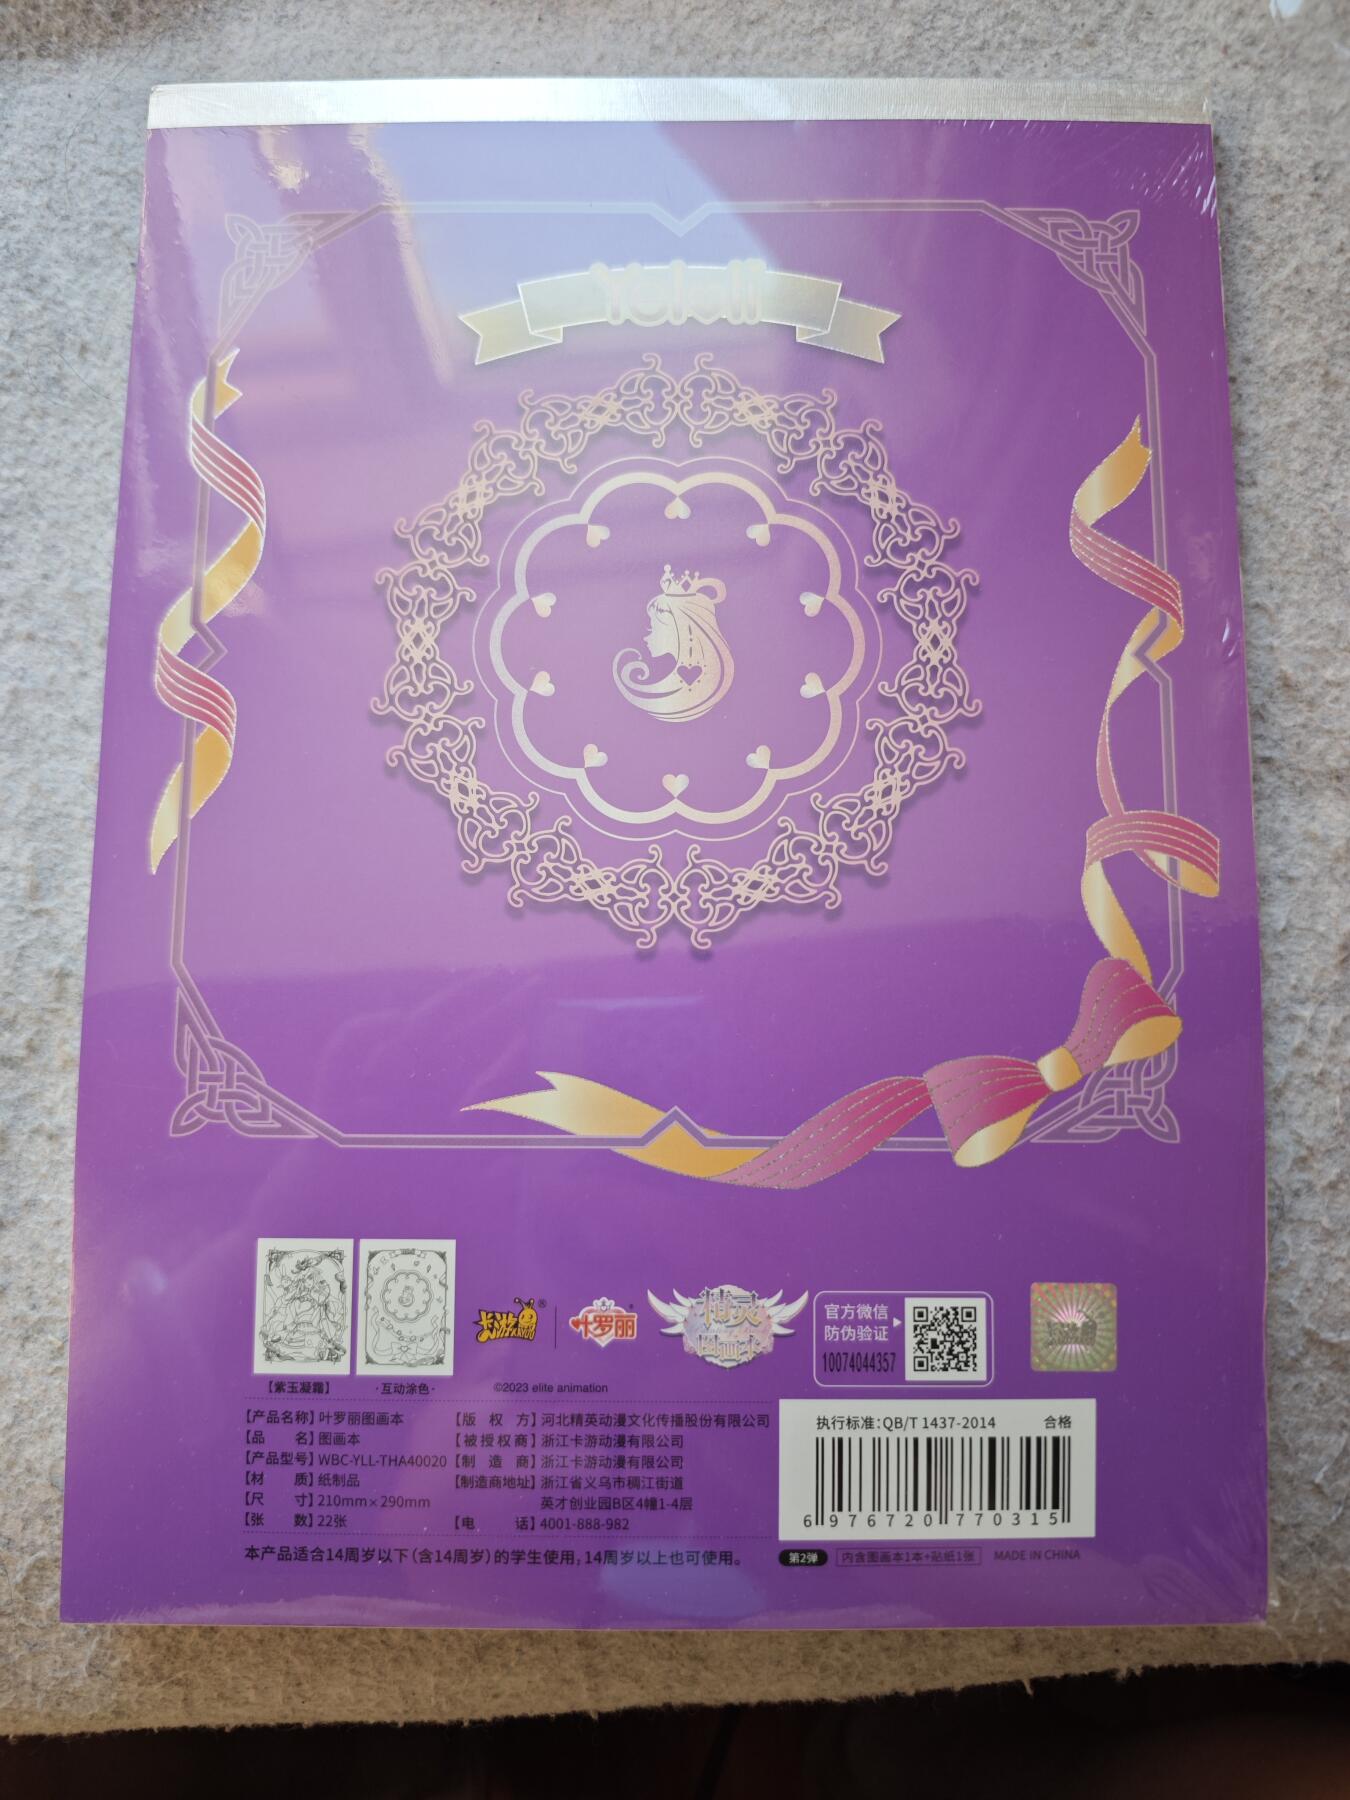 Yeloli
【紫玉凝霜】
·互动涂色·
卡游®
KAYOU
叶罗丽
精灵
图画本
©2023 elite animation
官方微信
防伪验证
10074044357
【产品名称】叶罗丽图画本
【品 名】图画本
【产品型号】WBC-YLL-THA40020
【材 质】纸制品
【尺 寸】210mm×290mm
【张 数】22张
【版 权 方】河北精英动漫文化传播股份有限公司
【被授权商】浙江卡游动漫有限公司
【制 造 商】浙江卡游动漫有限公司
【制造商地址】浙江省义乌市稠江街道
英才创业园B区4幢1-4层
【电 话】4001-888-982
本产品适合14周岁以下(含14周岁)的学生使用,14周岁以上也可使用。
执行标准:QB/T 1437-2014 合格
6 976720 770315
第2弹 内含图画本1本+贴纸1张 MADE IN CHINA